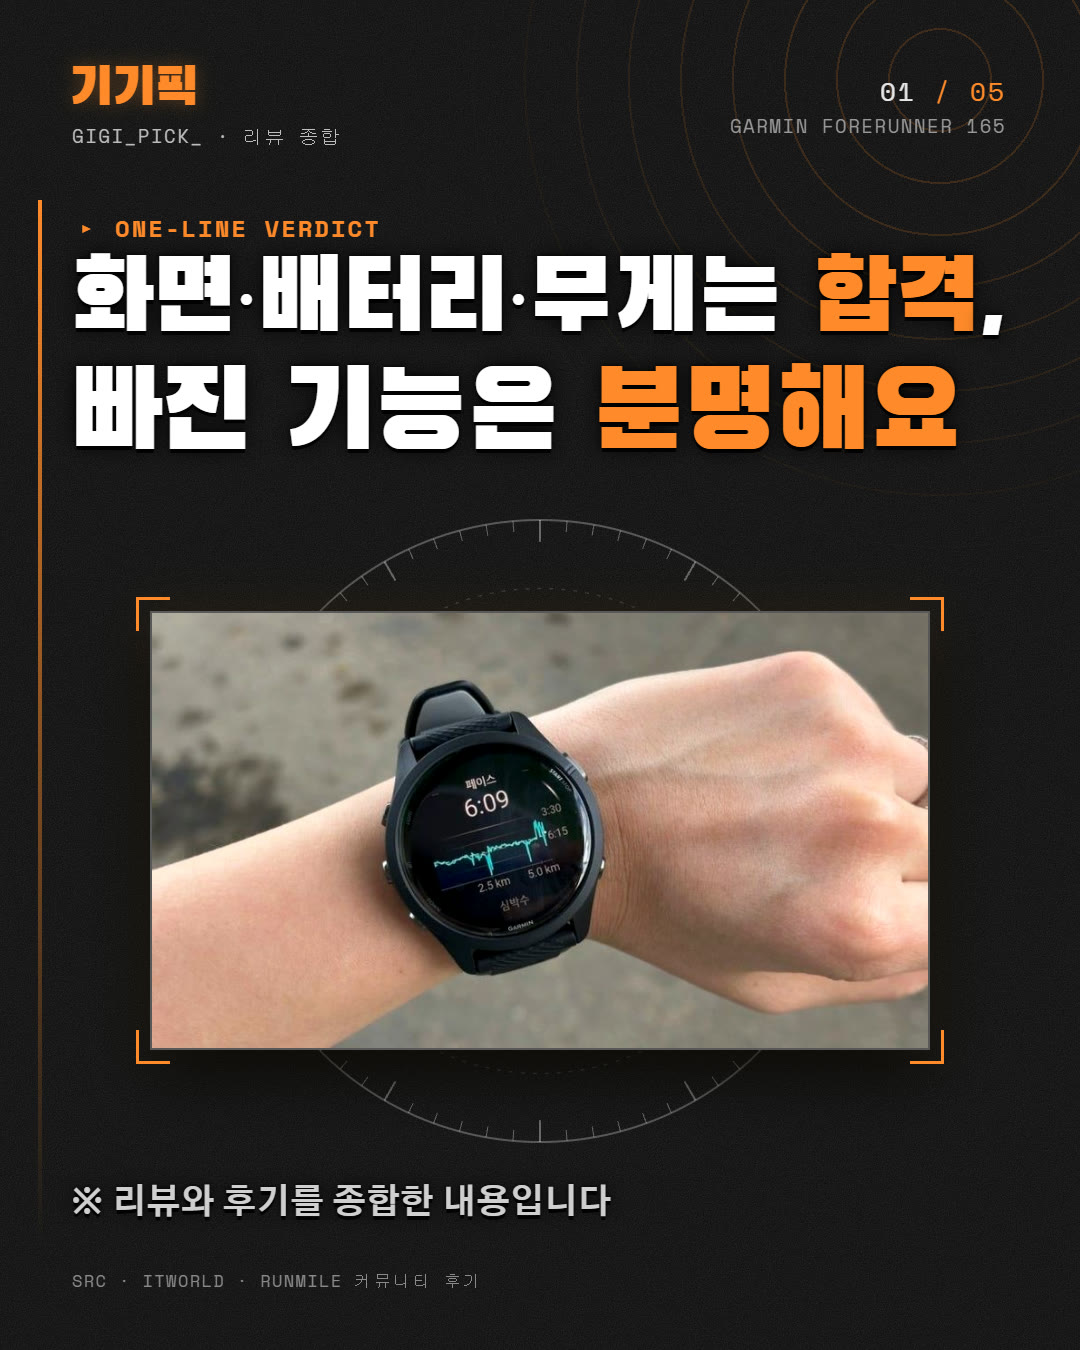 기기픽
GIGI_PICK_ · 리뷰 종합
01 / 05
GARMIN FORERUNNER 165
▸ ONE-LINE VERDICT
화면·배터리·무게는 합격,
빠진 기능은 분명해요
페이스
6:09
3:30
6:15
2.5 km 5.0 km
심박수
GARMIN
※ 리뷰와 후기를 종합한 내용입니다
SRC · ITWORLD · RUNMILE 커뮤니티 후기